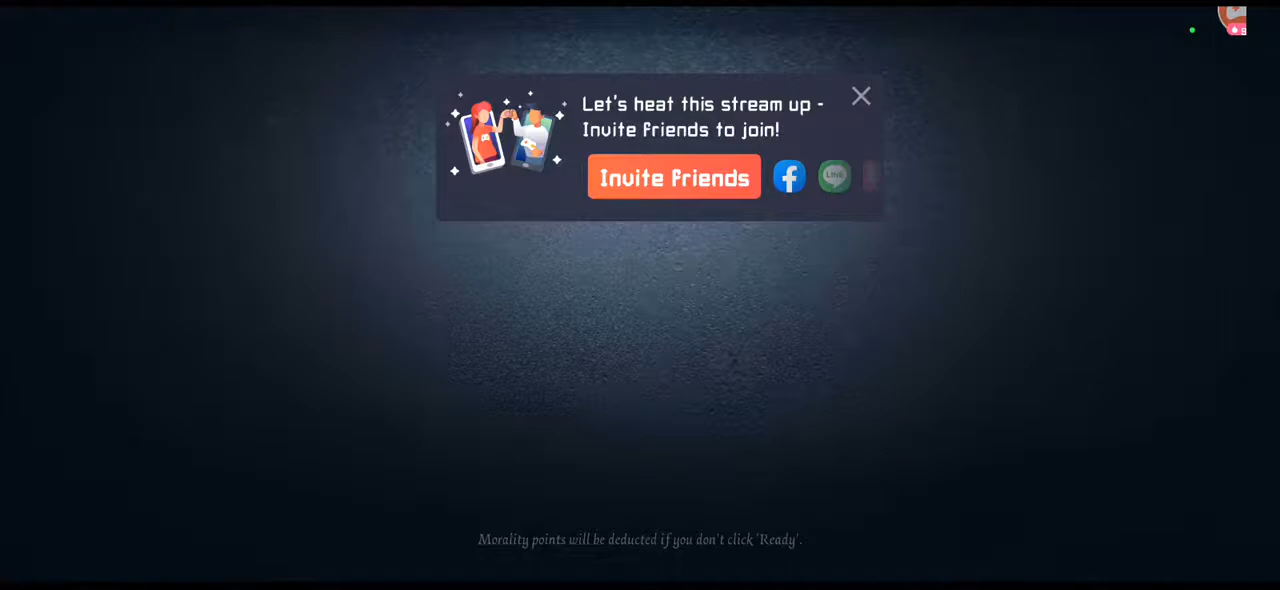 Let's heat this stream up -
Invite friends to join!
Invite friends
LINE
Morality points will be deducted if you don't click 'Ready'.